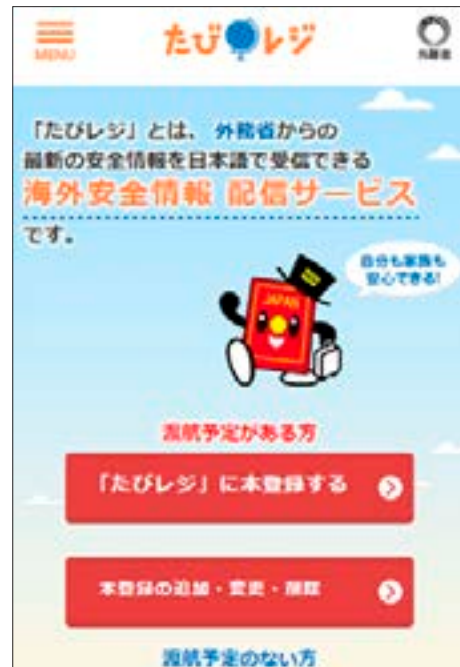 MENU
たびレジ
外務省
「たびレジ」とは、外務省からの
最新の安全情報を日本語で受信できる
海外安全情報 配信サービス
です。
自分も家族も
安心できる!
JAPAN
渡航予定がある方
「たびレジ」に本登録する
本登録の追加・変更・解除
渡航予定のない方